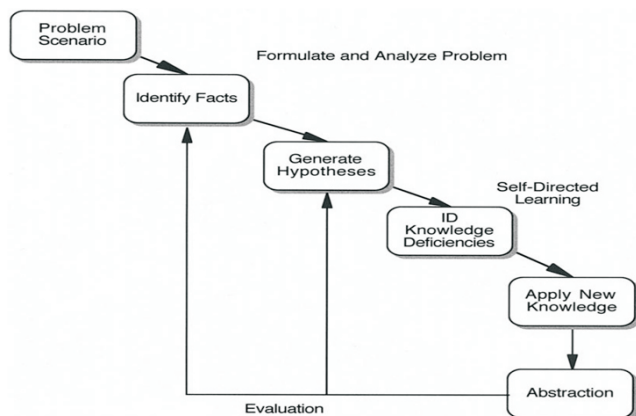 Problem
Scenario
Formulate and Analyze Problem
Identify Facts
Generate
Hypotheses
Self-Directed
Learning
ID
Knowledge
Deficiencies
Apply New
Knowledge
Abstraction
Evaluation